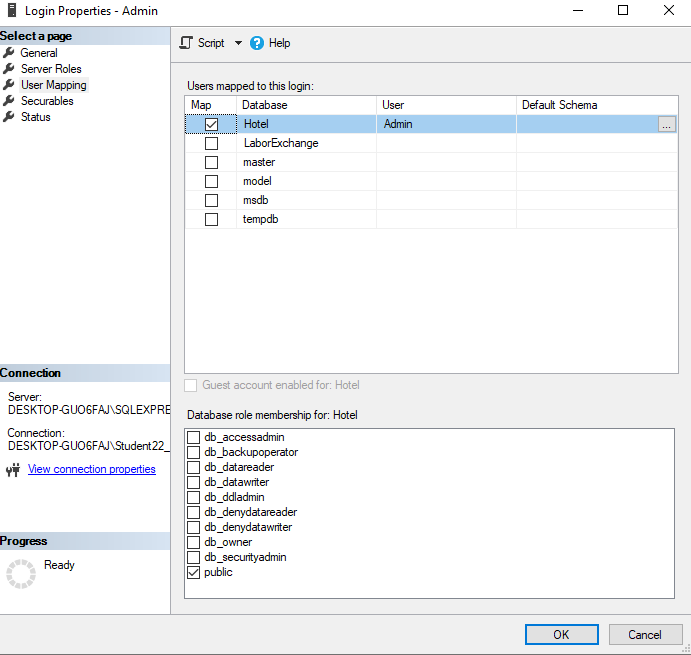 Login Properties - Admin
Select a page
General
Server Roles
User Mapping
Securables
Status
Script
Help
Users mapped to this login:
Map Database User Default Schema
Hotel Admin ...
LaborExchange
master
model
msdb
tempdb
Guest account enabled for: Hotel
Database role membership for: Hotel
db_accessadmin
db_backupoperator
db_datareader
db_datawriter
db_ddladmin
db_denydatareader
db_denydatawriter
db_owner
db_securityadmin
public
Connection
Server:
DESKTOP-GUO6FAJ\SQLEXPRE
Connection:
DESKTOP-GUO6FAJ\Student22_
View connection properties
Progress
Ready
OK Cancel